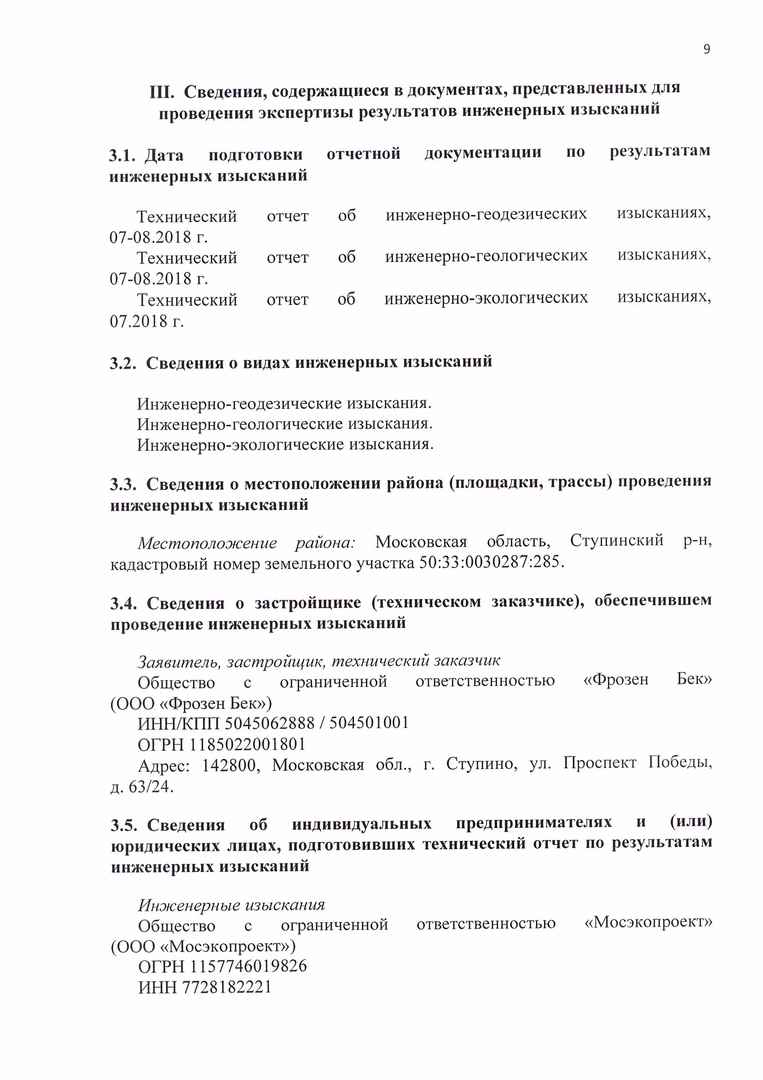 9
III. Сведения, содержащиеся в документах, представленных для
проведения экспертизы результатов инженерных изысканий
3.1. Дата подготовки отчетной документации по результатам
инженерных изысканий
Технический отчет об инженерно-геодезических изысканиях,
07-08.2018 г.
Технический отчет об инженерно-геологических изысканиях,
07-08.2018 г.
Технический отчет об инженерно-экологических изысканиях,
07.2018 г.
3.2. Сведения о видах инженерных изысканий
Инженерно-геодезические изыскания.
Инженерно-геологические изыскания.
Инженерно-экологические изыскания.
3.3. Сведения о местоположении района (площадки, трассы) проведения
инженерных изысканий
Местоположение района: Московская область, Ступинский р-н,
кадастровый номер земельного участка 50:33:0030287:285.
3.4. Сведения о застройщике (техническом заказчике), обеспечившем
проведение инженерных изысканий
Заявитель, застройщик, технический заказчик
Общество с ограниченной ответственностью «Фрозен Бек»
(ООО «Фрозен Бек»)
ИНН/КПП 5045062888 / 504501001
ОГРН 1185022001801
Адрес: 142800, Московская обл., г. Ступино, ул. Проспект Победы,
д. 63/24.
3.5. Сведения об индивидуальных предпринимателях и (или)
юридических лицах, подготовивших технический отчет по результатам
инженерных изысканий
Инженерные изыскания
Общество с ограниченной ответственностью «Мосэкопроект»
(ООО «Мосэкопроект»)
ОГРН 1157746019826
ИНН 7728182221